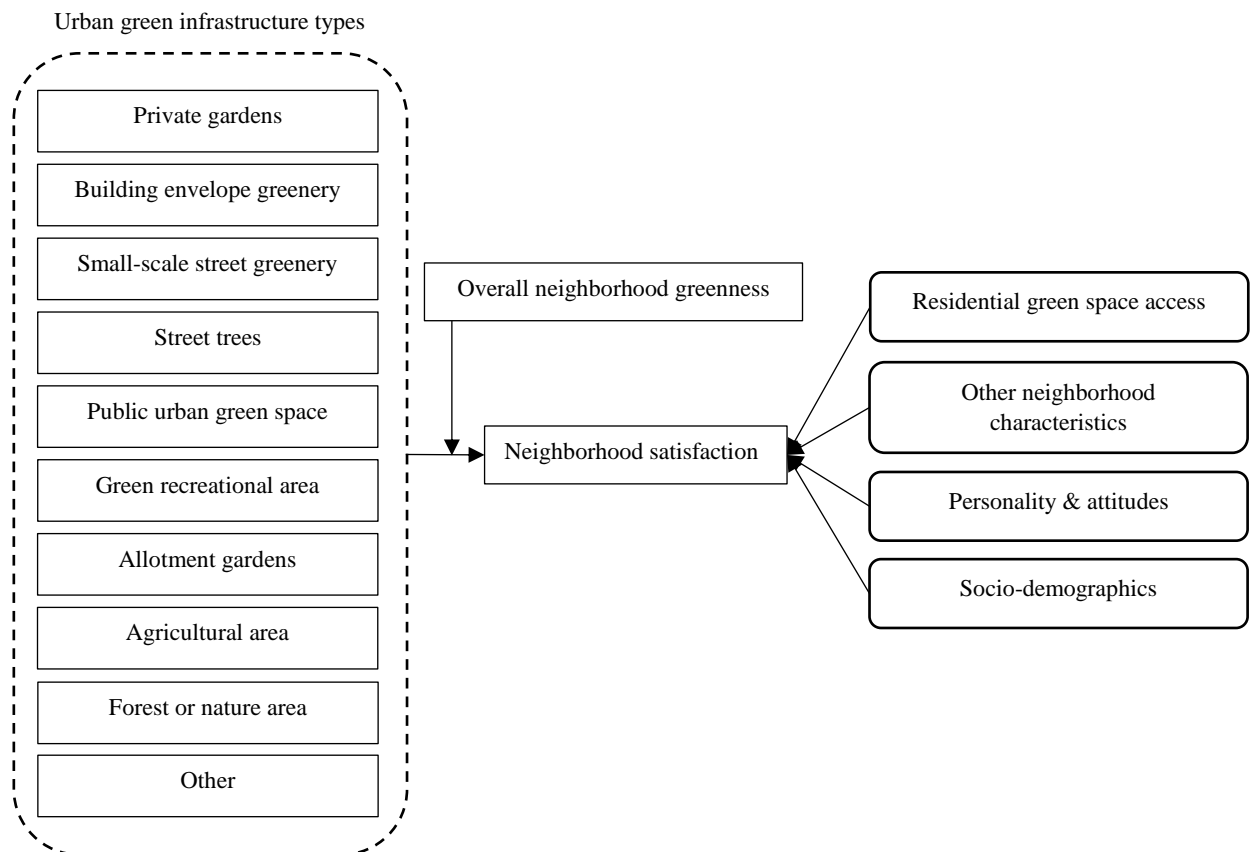 Urban green infrastructure types
Private gardens
Building envelope greenery
Small-scale street greenery
Street trees
Public urban green space
Green recreational area
Allotment gardens
Agricultural area
Forest or nature area
Other
Overall neighborhood greenness
Neighborhood satisfaction
Residential green space access
Other neighborhood
characteristics
Personality & attitudes
Socio-demographics